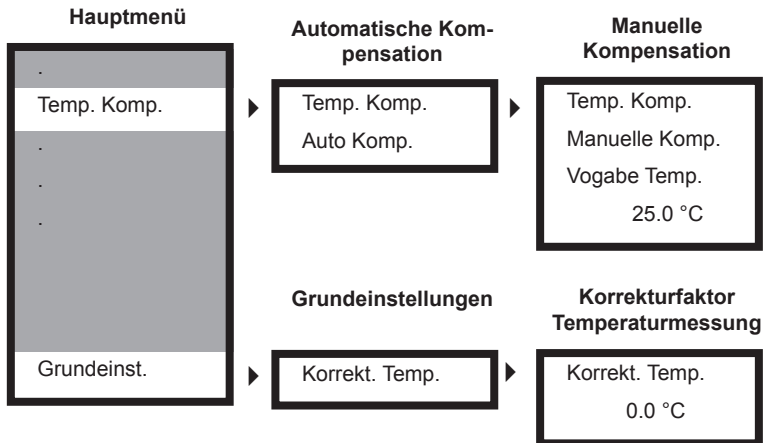 Hauptmenü
.
Temp. Komp.
.
.
.
Grundeinst.
Automatische Kom-
pensation
Temp. Komp.
Auto Komp.
Manuelle
Kompensation
Temp. Komp.
Manuelle Komp.
Vogabe Temp.
25.0 °C
Grundeinstellungen
Korrekt. Temp.
Korrekturfaktor
Temperaturmessung
Korrekt. Temp.
0.0 °C